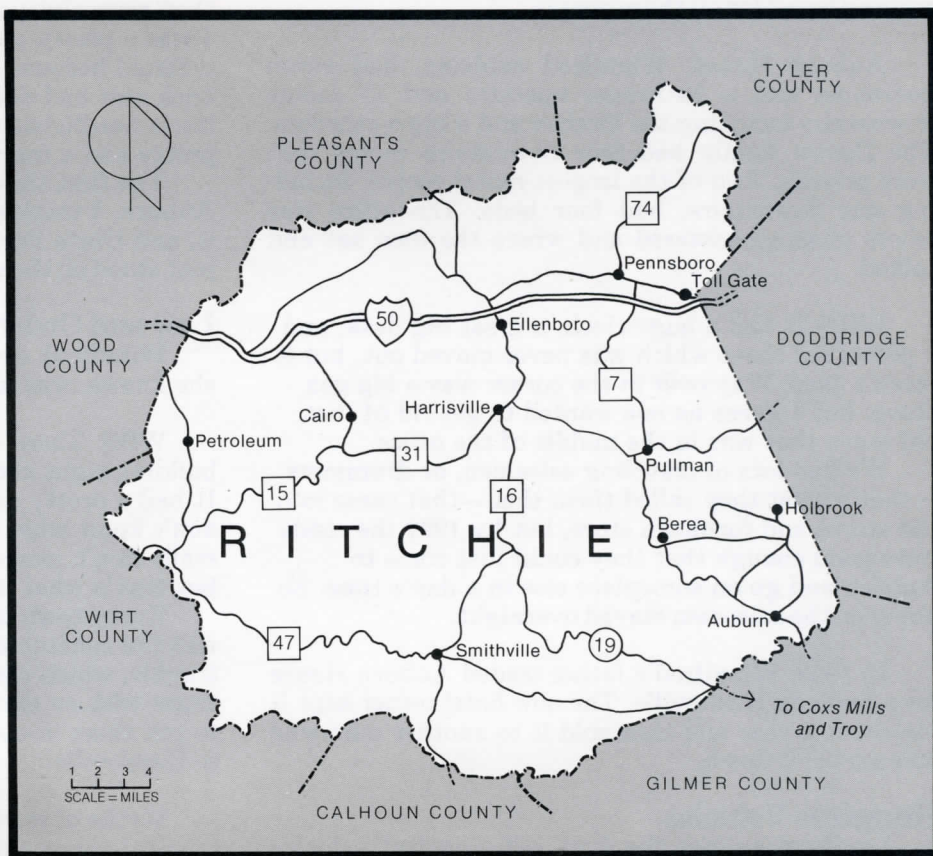 TYLER
COUNTY
PLEASANTS
COUNTY
N
74
Pennsboro
Toll Gate
50
Ellenboro
WOOD
COUNTY
DODDRIDGE
COUNTY
7
Cairo
Harrisville
Petroleum
31
Pullman
15
16
Holbrook
Berea
RITCHIE
WIRT
COUNTY
Auburn
47
19
Smithville
To Coxs Mills
and Troy
1 2 3 4
SCALE = MILES
GILMER COUNTY
CALHOUN COUNTY